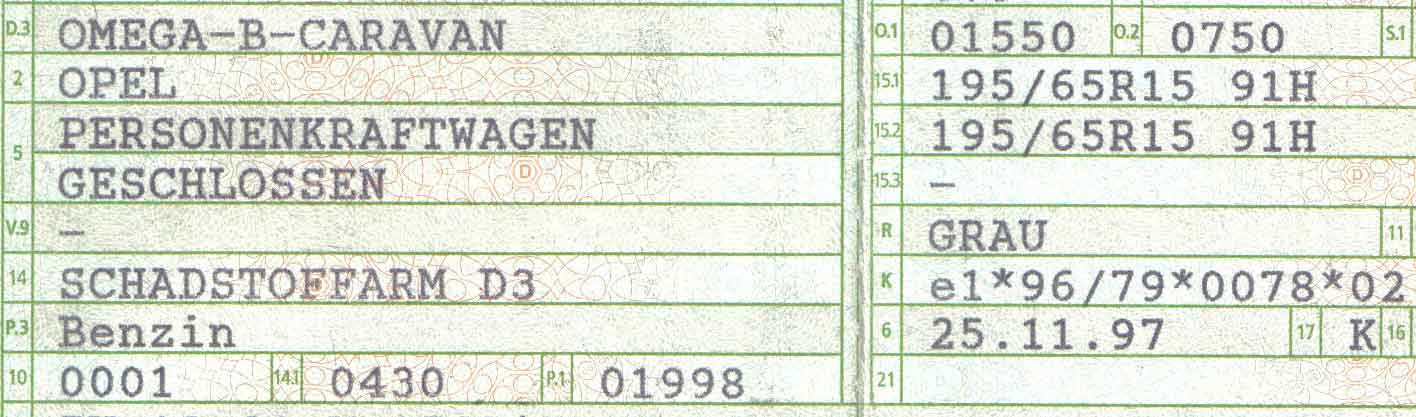 D.3 OMEGA-B-CARAVAN
2 OPEL
5 PERSONENKRAFTWAGEN
GESCHLOSSEN
V.9 -
14 SCHADSTOFFARM D3
P.3 Benzin
10 0001 14.1 0430 P.1 01998
O.1 01550 O.2 0750 S.1
15.1 195/65R15 91H
15.2 195/65R15 91H
15.3 -
R GRAU 11
K e1*96/79*0078*02
6 25.11.97 17 K 16
21